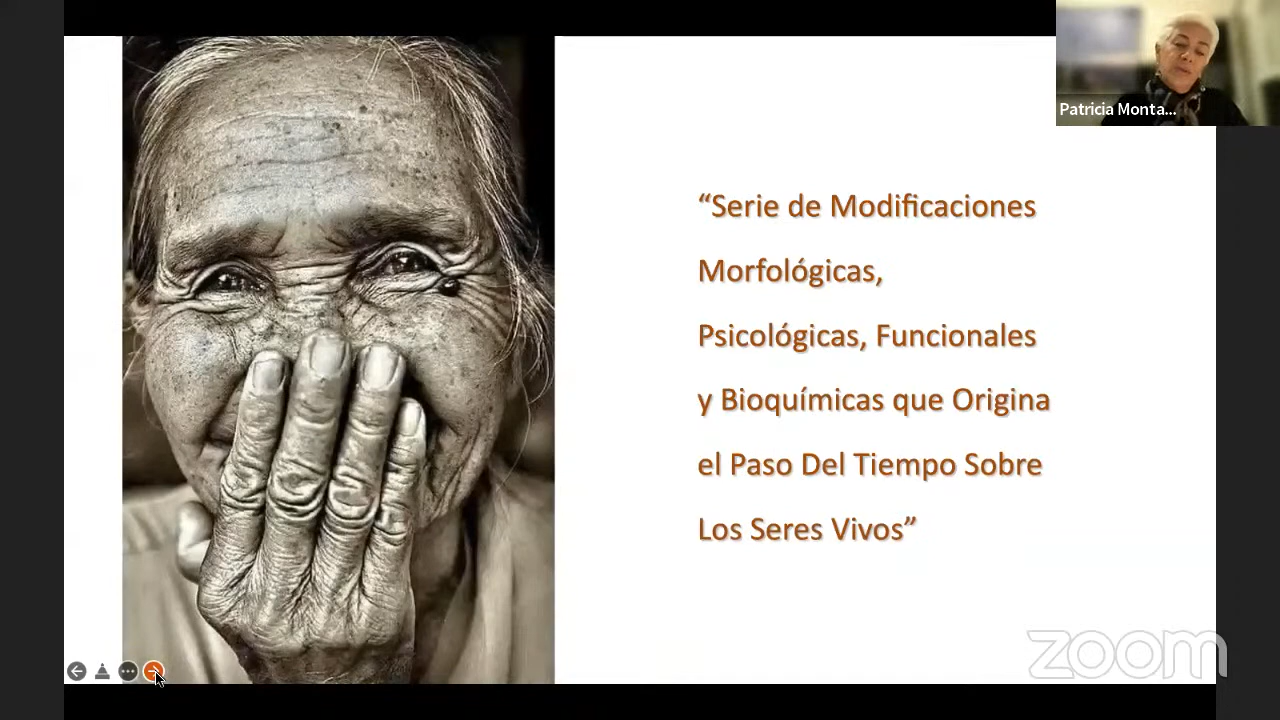 Patricia Monta...
“Serie de Modificaciones
Morfológicas,
Psicológicas, Funcionales
y Bioquímicas que Origina
el Paso Del Tiempo Sobre
Los Seres Vivos”
zoom